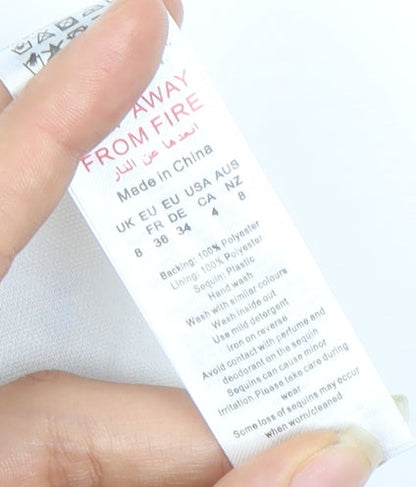 AWAY
FROM FIRE
ابعدها عن النار
Made in China
UK EU EU USA AUS
FR DE CA NZ
8 36 34 4 8
Backing: 100% Polyester
Lining: 100% Polyester
Sequin: Plastic
Hand wash
Wash with similar colours
Wash inside out
Use mild detergent
iron on reverse
Avoid contact with perfume and
deodorant on the sequin
Sequins can cause minor
irritation Please take care during
wear
Some loss of sequins may occur
when worn/cleaned